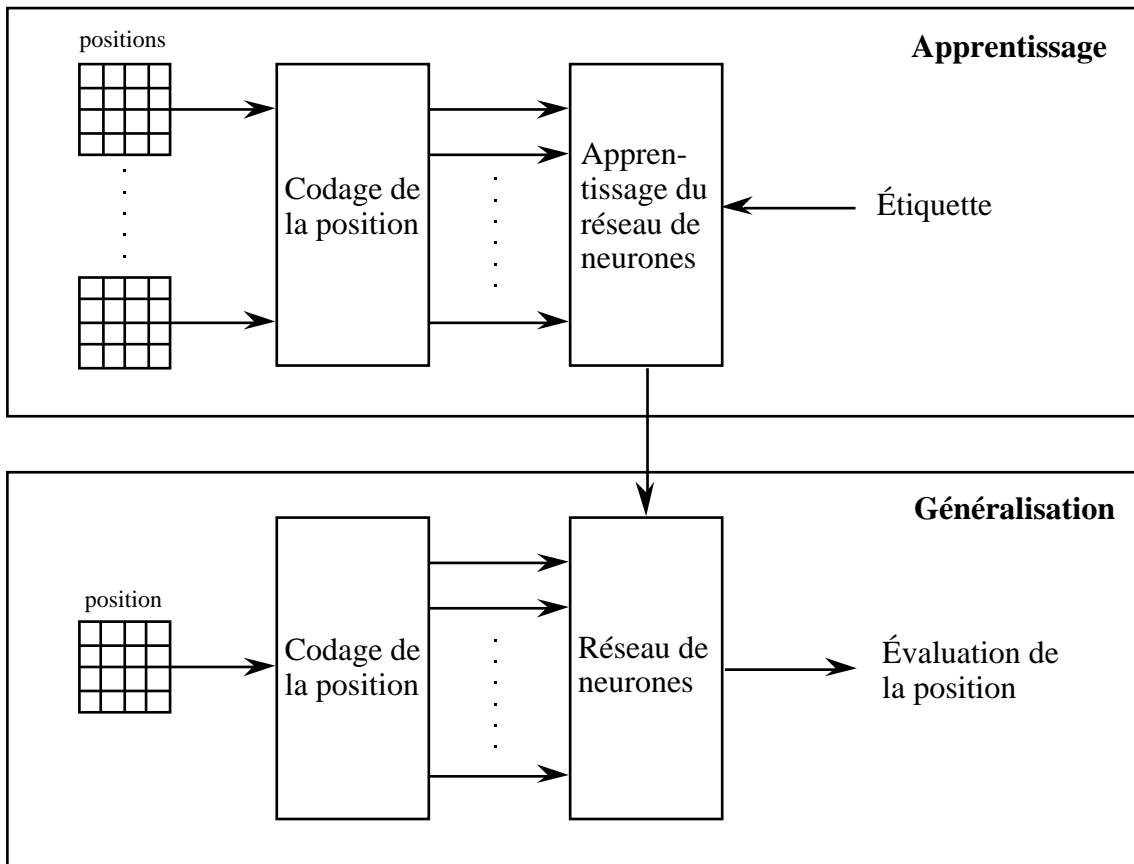 positions
Apprentissage
Codage de
la position
Appren-
tissage du
réseau de
neurones
Étiquette
Généralisation
position
Codage de
la position
Réseau de
neurones
Évaluation de
la position